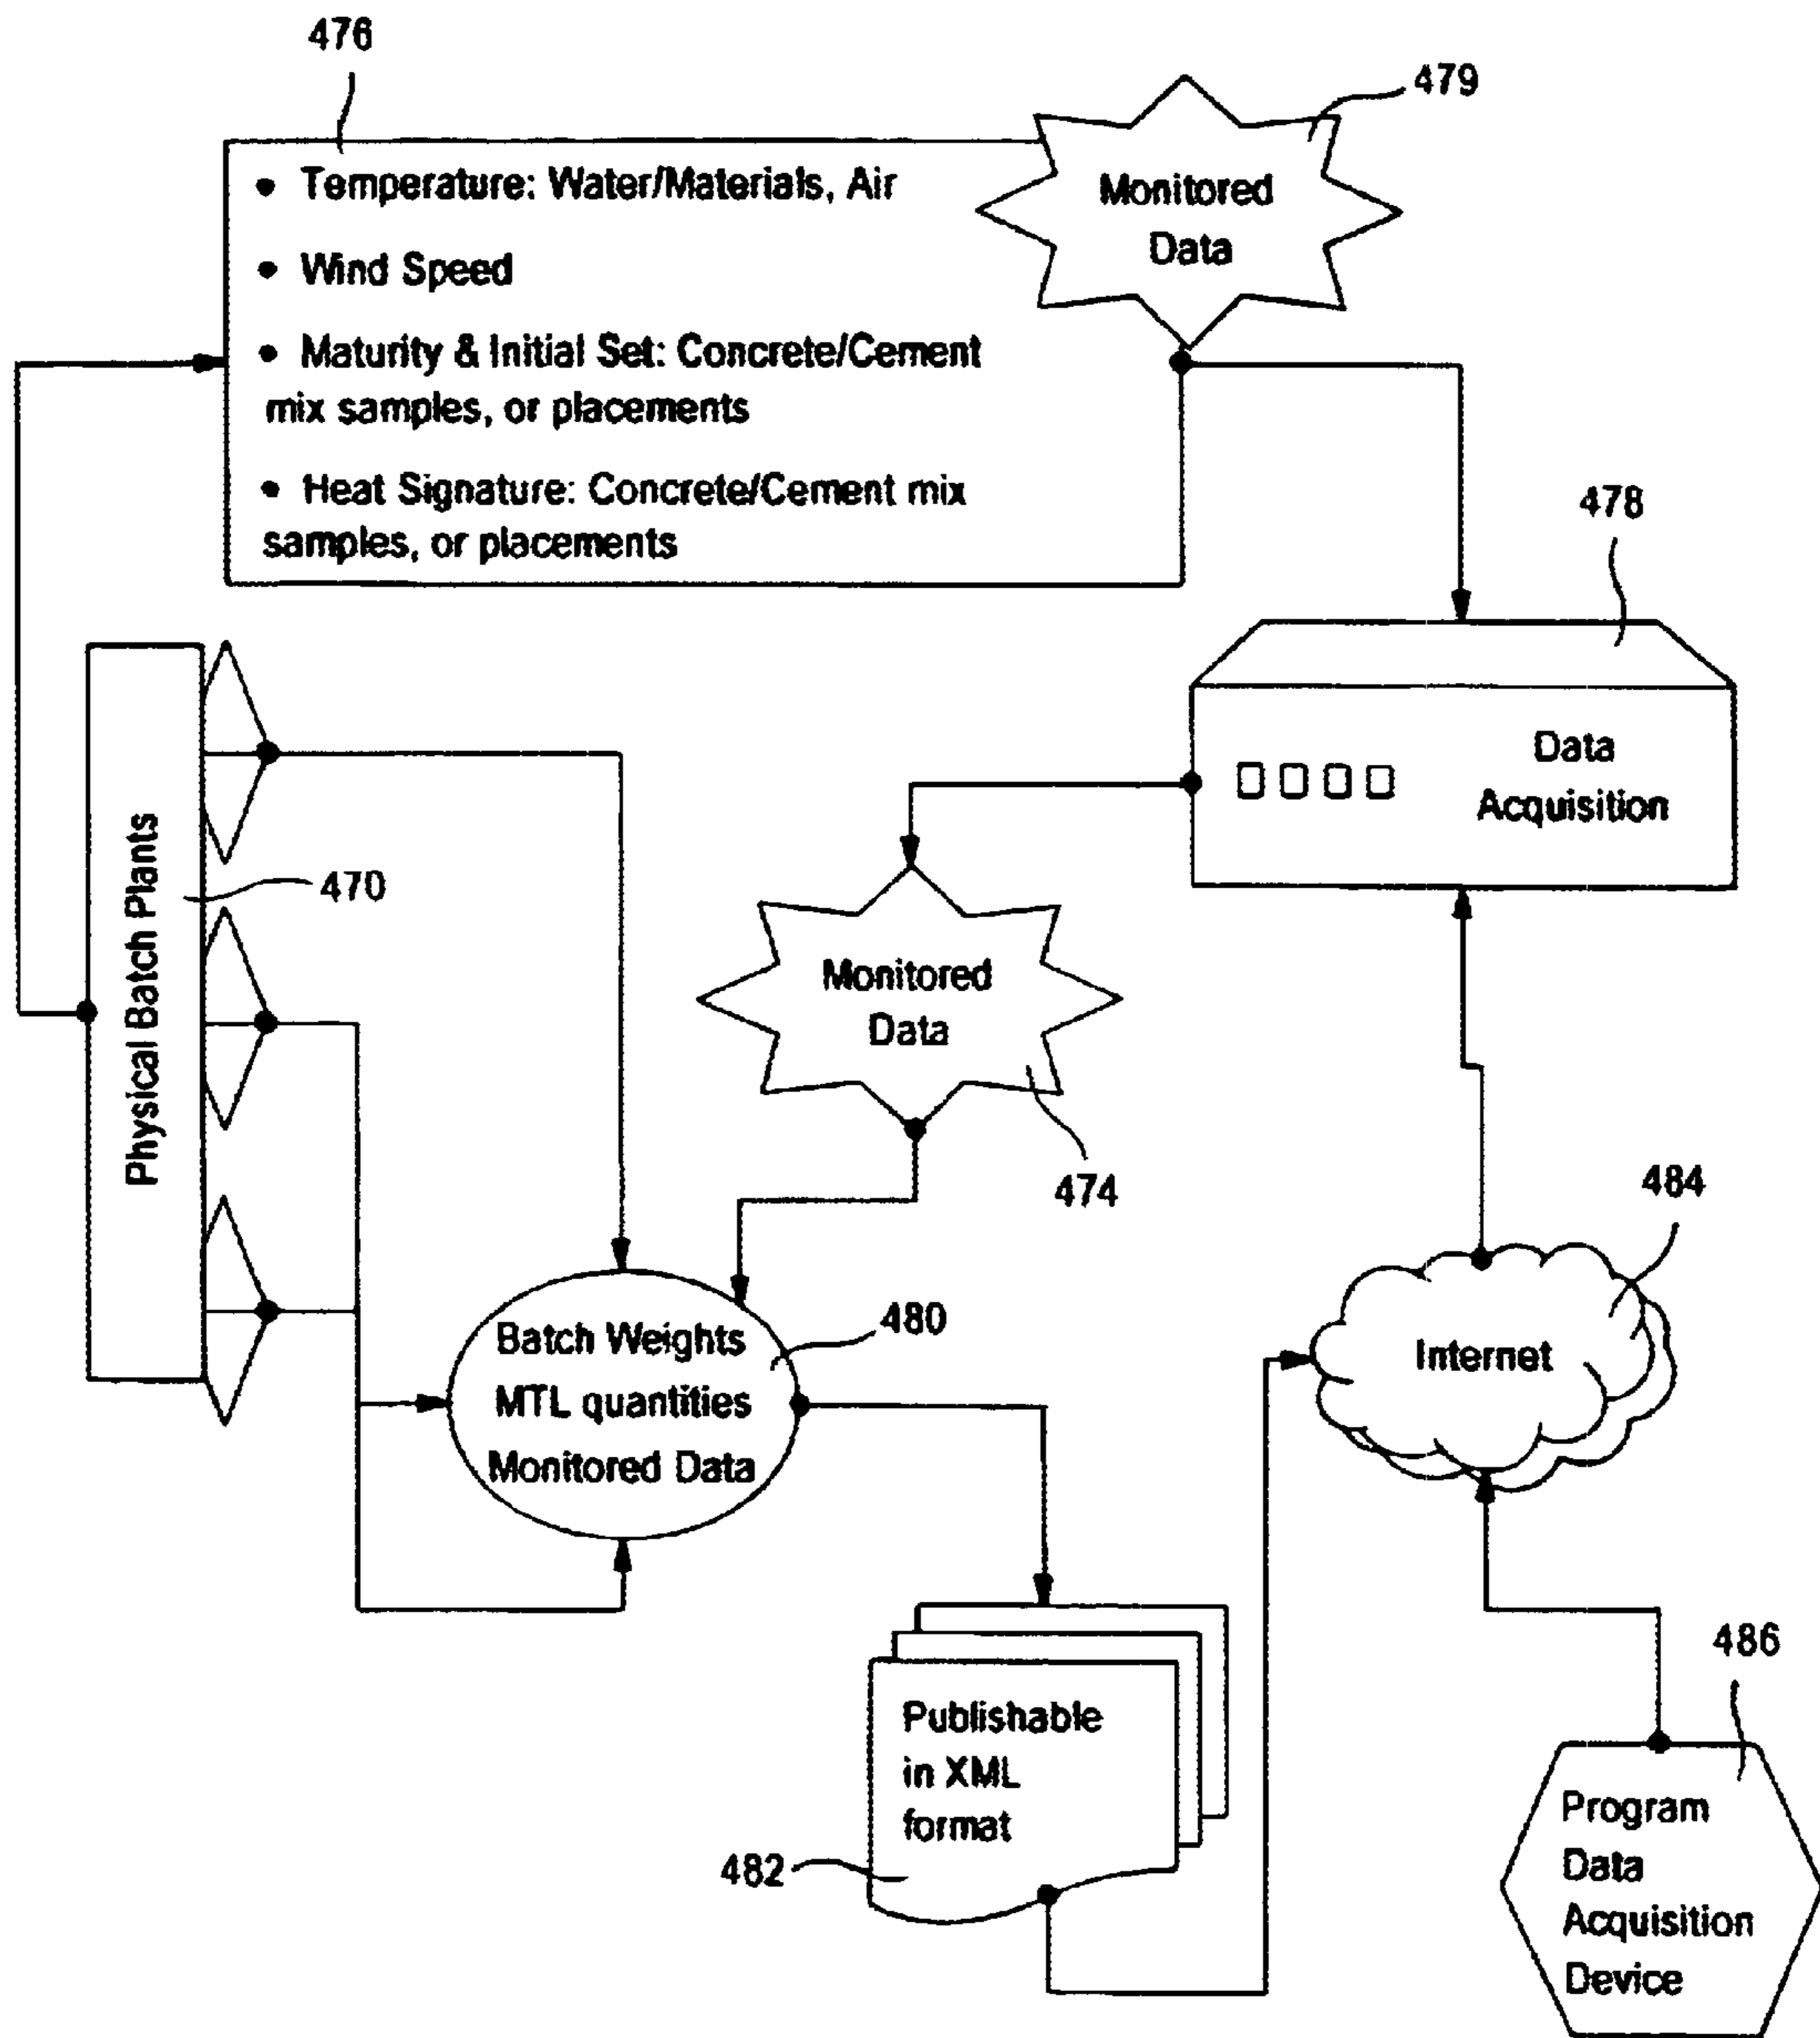 476
479
• Temperature: Water/Materials, Air
• Wind Speed
• Maturity & Initial Set: Concrete/Cement
mix samples, or placements
• Heat Signature: Concrete/Cement mix
samples, or placements
Monitored
Data
478
Data
Acquisition
Physical Batch Plants
470
Monitored
Data
474
484
Internet
480
Batch Weights
MTL quantities
Monitored Data
486
Publishable
in XML
format
482
Program
Data
Acquisition
Device